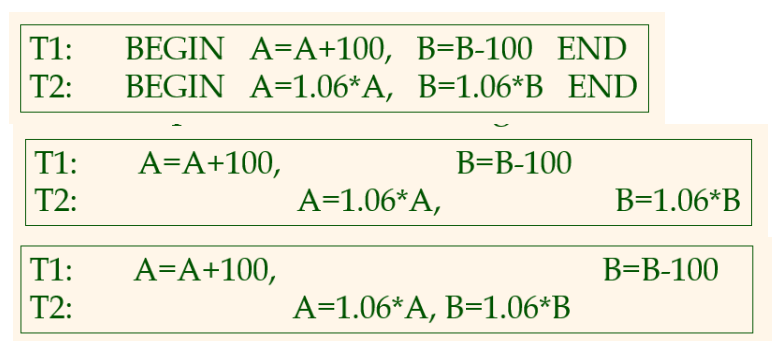 T1: BEGIN A=A+100, B=B-100 END
T2: BEGIN A=1.06*A, B=1.06*B END
T1: A=A+100, B=B-100
T2: A=1.06*A, B=1.06*B
T1: A=A+100, B=B-100
T2: A=1.06*A, B=1.06*B